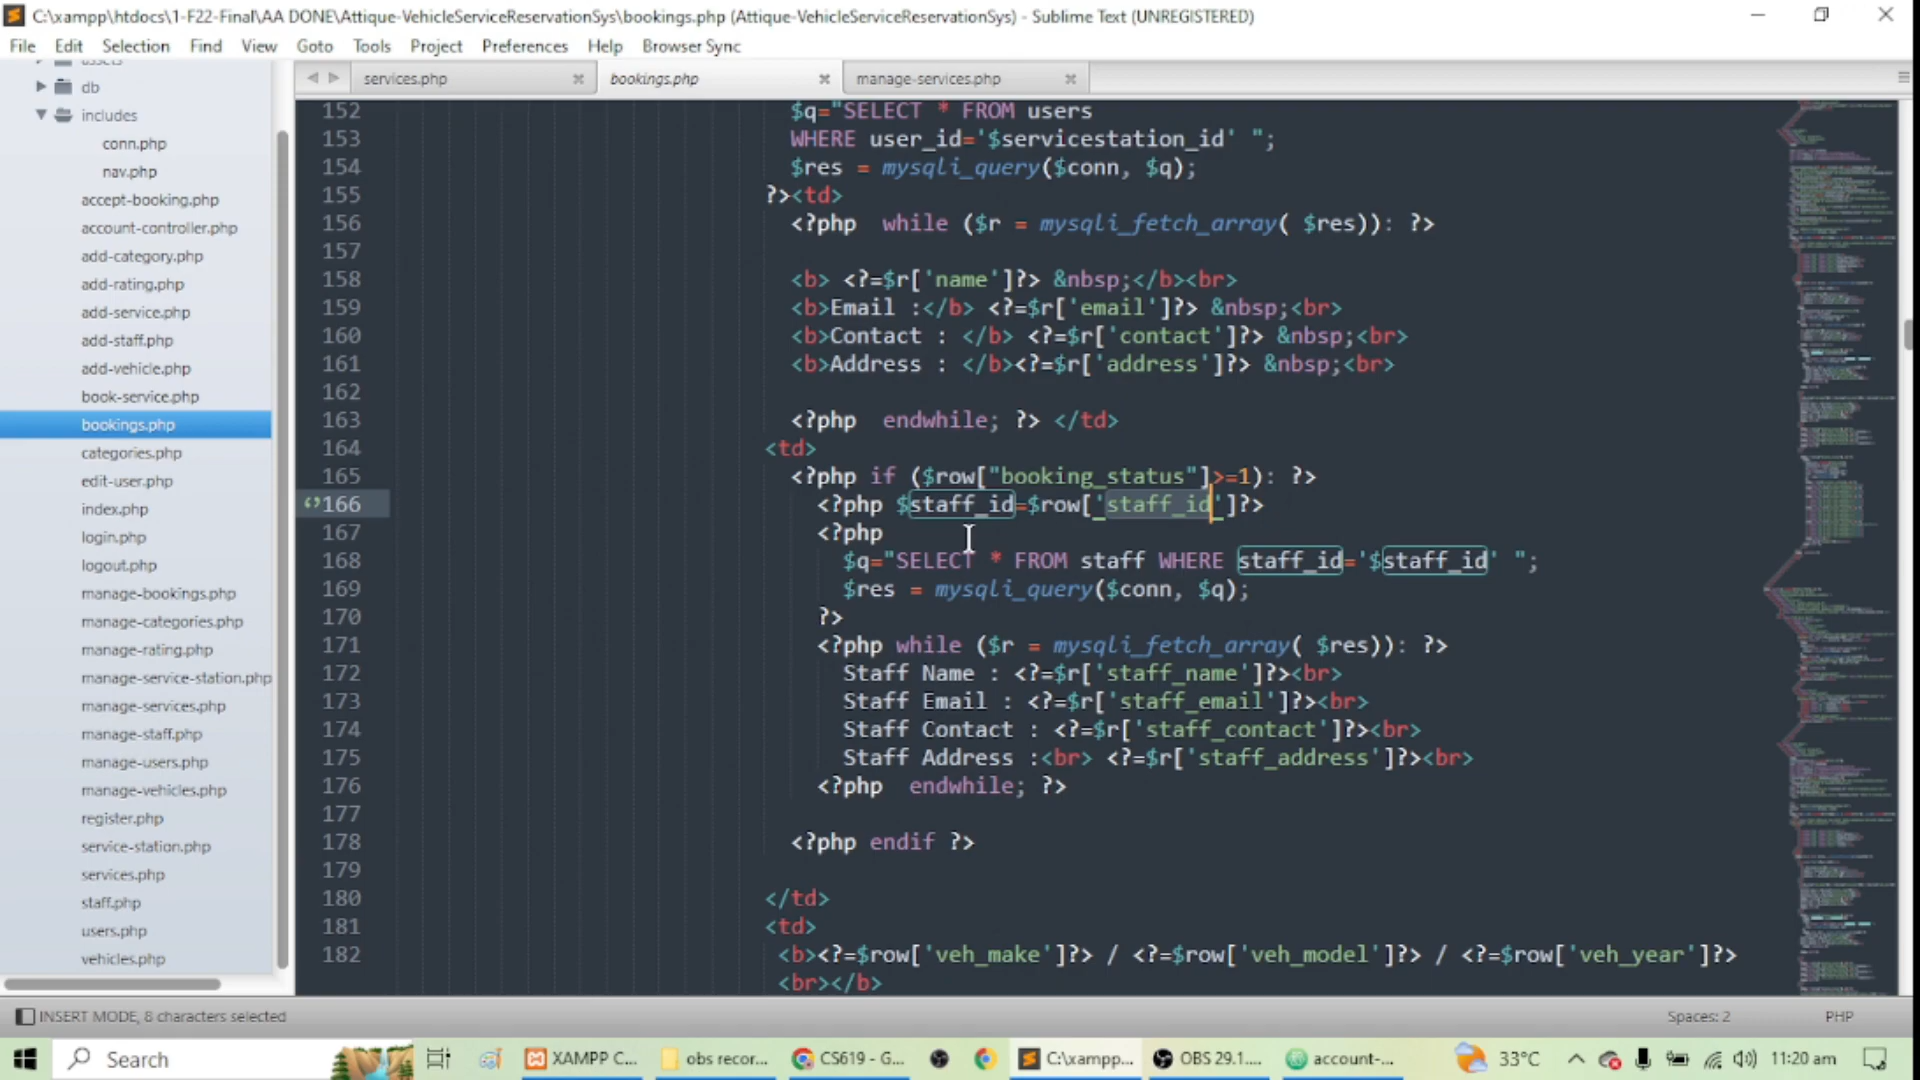 C:\xampp\htdocs\1-F22-Final\AA DONE\Attique-VehicleServiceReservationSys\bookings.php (Attique-VehicleServiceReservationSys) - Sublime Text (UNREGISTERED)
File Edit Selection Find View Goto Tools Project Preferences Help Browser Sync
services.php bookings.php manage-services.php
assets
db
includes
conn.php
nav.php
accept-booking.php
account-controller.php
add-category.php
add-rating.php
add-service.php
add-staff.php
add-vehicle.php
book-service.php
bookings.php
categories.php
edit-user.php
index.php
login.php
logout.php
manage-bookings.php
manage-categories.php
manage-rating.php
manage-service-station.php
manage-services.php
manage-staff.php
manage-users.php
manage-vehicles.php
register.php
service-station.php
services.php
staff.php
users.php
vehicles.php
152 $q="SELECT * FROM users
153 WHERE user_id='$servicestation_id' ";
154 $res = mysqli_query($conn, $q);
155 ?><td>
156 <?php  while ($r = mysqli_fetch_array( $res)): ?>
157
158 <b> <?=$r['name']?> &nbsp;</b><br>
159 <b>Email :</b> <?=$r['email']?> &nbsp;<br>
160 <b>Contact : </b> <?=$r['contact']?> &nbsp;<br>
161 <b>Address : </b><?=$r['address']?> &nbsp;<br>
162
163 <?php  endwhile; ?> </td>
164 <td>
165 <?php if ($row["booking_status"]>=1): ?>
166 <?php $staff_id=$row['staff_id']?>
167 <?php
168 $q="SELECT * FROM staff WHERE staff_id='$staff_id' ";
169 $res = mysqli_query($conn, $q);
170 ?>
171 <?php while ($r = mysqli_fetch_array( $res)): ?>
172 Staff Name : <?=$r['staff_name']?><br>
173 Staff Email : <?=$r['staff_email']?><br>
174 Staff Contact : <?=$r['staff_contact']?><br>
175 Staff Address :<br> <?=$r['staff_address']?><br>
176 <?php  endwhile; ?>
177
178 <?php endif ?>
179
180 </td>
181 <td>
182 <b><?=$row['veh_make']?> / <?=$row['veh_model']?> / <?=$row['veh_year']?>
<br></b>
INSERT MODE, 8 characters selected Spaces: 2 PHP
Search XAMPP C... obs recor... CS619 - G... C:\xampp... OBS 29.1.... account-... 33°C 11:20 am